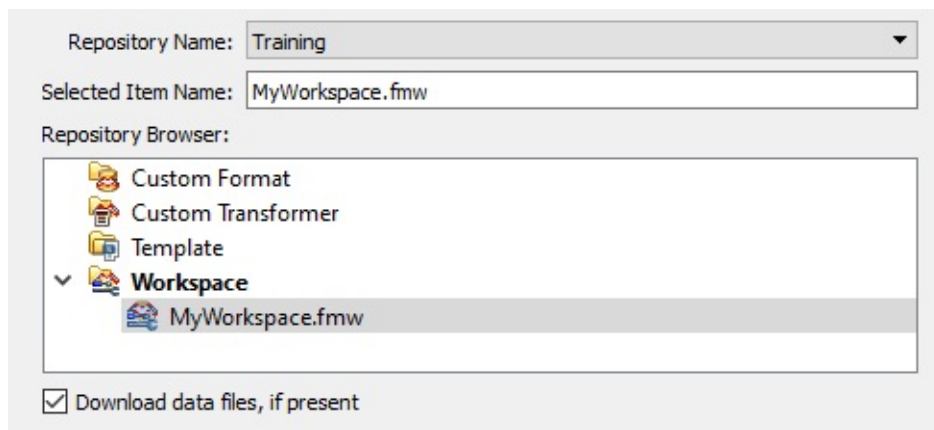 Repository Name: Training
Selected Item Name: MyWorkspace.fmw
Repository Browser:
Custom Format
Custom Transformer
Template
Workspace
MyWorkspace.fmw
Download data files, if present